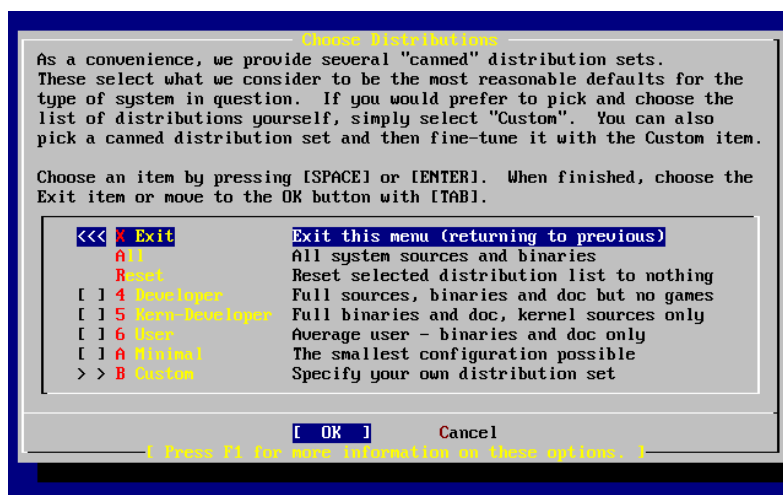 Choose Distributions
As a convenience, we provide several "canned" distribution sets.
These select what we consider to be the most reasonable defaults for the
type of system in question.  If you would prefer to pick and choose the
list of distributions yourself, simply select "Custom".  You can also
pick a canned distribution set and then fine-tune it with the Custom item.
Choose an item by pressing [SPACE] or [ENTER].  When finished, choose the
Exit item or move to the OK button with [TAB].
<<< X Exit Exit this menu (returning to previous)
All All system sources and binaries
Reset Reset selected distribution list to nothing
[ ] 4 Developer Full sources, binaries and doc but no games
[ ] 5 Kern-Developer Full binaries and doc, kernel sources only
[ ] 6 User Average user - binaries and doc only
[ ] A Minimal The smallest configuration possible
> > B Custom Specify your own distribution set
[ OK ] Cancel
[ Press F1 for more information on these options. ]